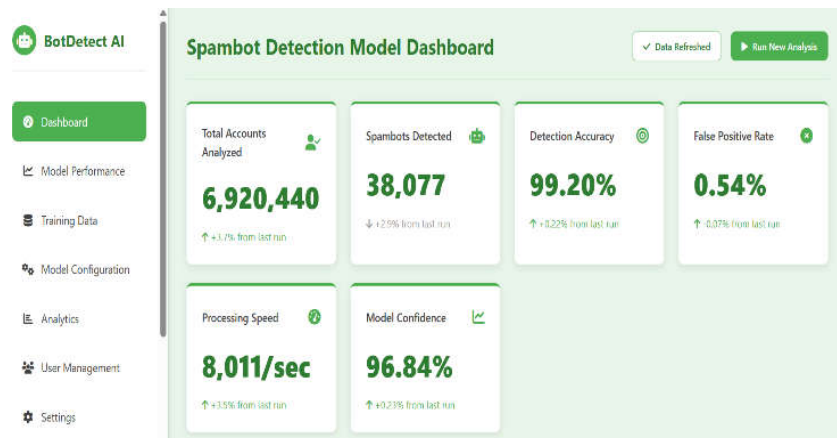 BotDetect AI
Dashboard
Model Performance
Training Data
Model Configuration
Analytics
User Management
Settings
Spambot Detection Model Dashboard
Data Refreshed
Run New Analysis
Total Accounts
Analyzed
6,920,440
+3.7% from last run
Spambots Detected
38,077
+2.9% from last run
Detection Accuracy
99.20%
+0.22% from last run
False Positive Rate
0.54%
-0.07% from last run
Processing Speed
8,011/sec
+3.5% from last run
Model Confidence
96.84%
+0.23% from last run